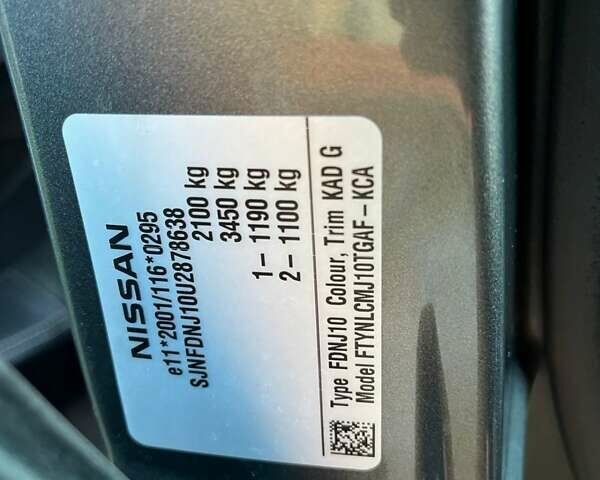 NISSAN
e11*2001/116*0295
SJNFDNJ10U2878638
2100 kg
3450 kg
1- 1190 kg
2- 1100 kg
Type FDNJ10 Colour, Trim KAD G
Model FTYNLCMJ10TGAF-KCA